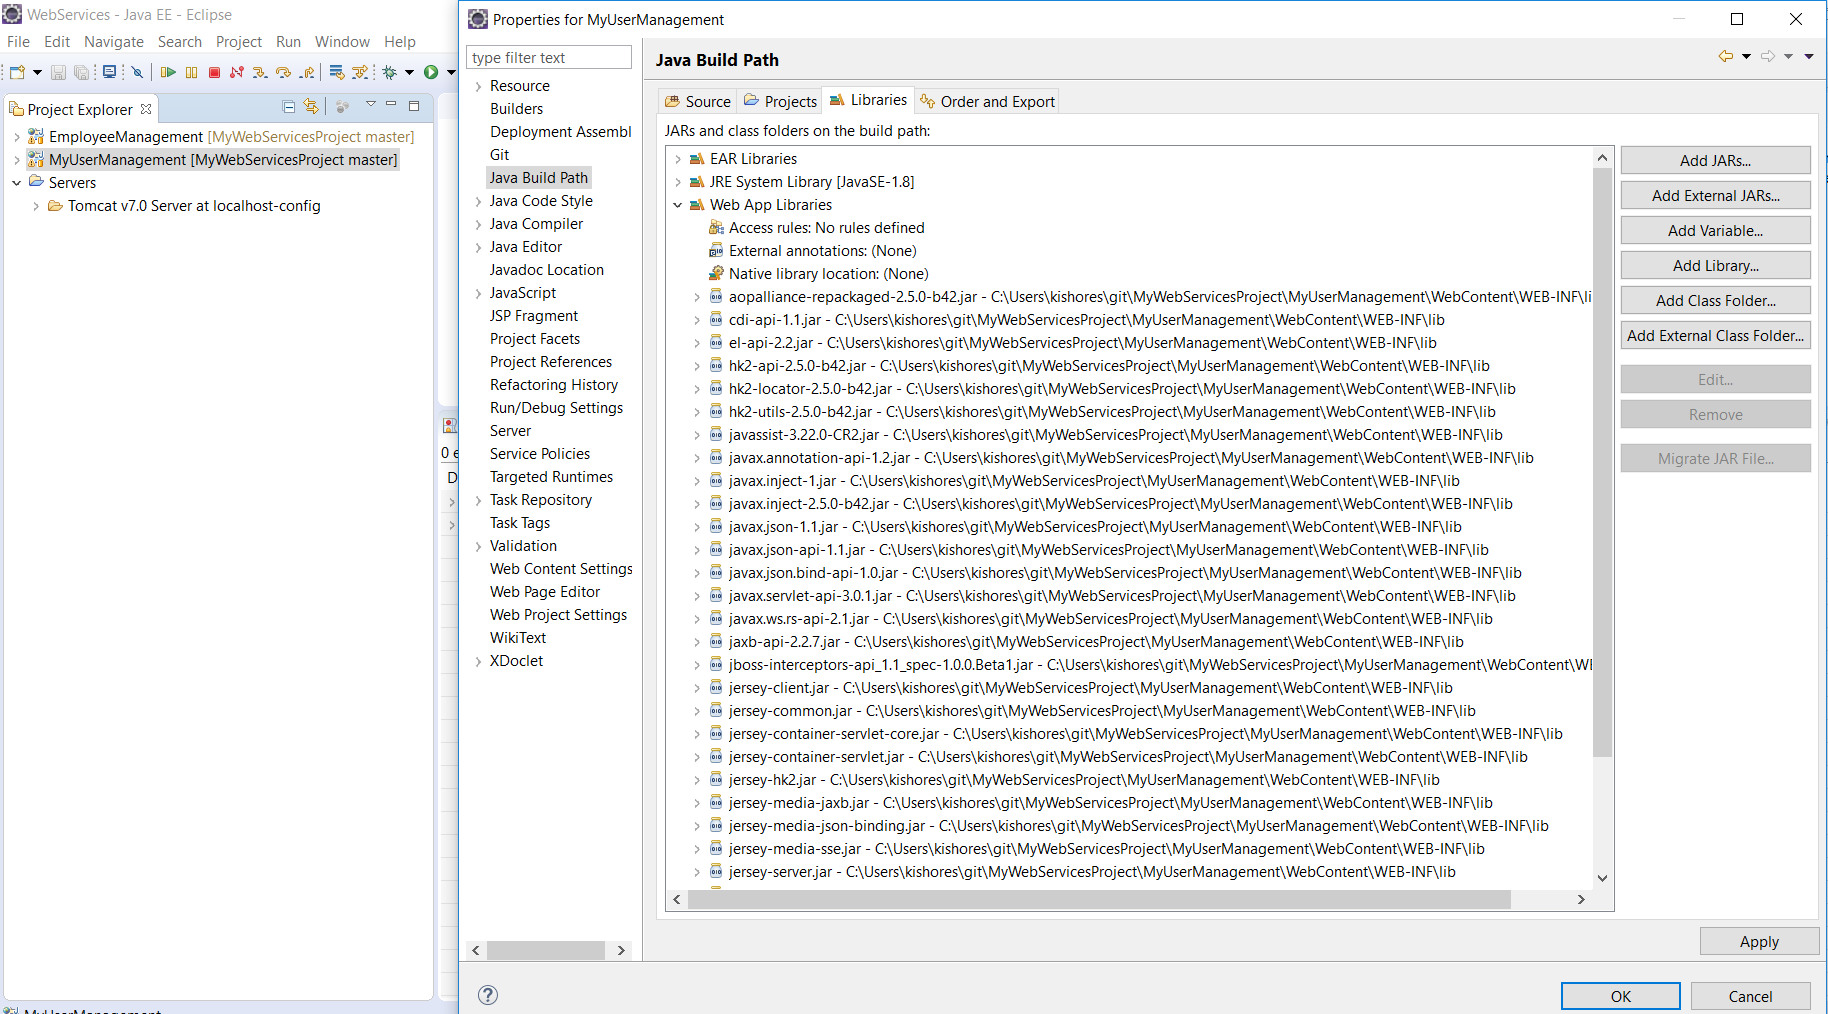 WebServices - Java EE - Eclipse
File Edit Navigate Search Project Run Window Help
Project Explorer
EmployeeManagement [MyWebServicesProject master]
MyUserManagement [MyWebServicesProject master]
Servers
Tomcat v7.0 Server at localhost-config
0 e
D
Properties for MyUserManagement
type filter text
Resource
Builders
Deployment Assembl
Git
Java Build Path
Java Code Style
Java Compiler
Java Editor
Javadoc Location
JavaScript
JSP Fragment
Project Facets
Project References
Refactoring History
Run/Debug Settings
Server
Service Policies
Targeted Runtimes
Task Repository
Task Tags
Validation
Web Content Settings
Web Page Editor
Web Project Settings
WikiText
XDoclet
Java Build Path
Source Projects Libraries Order and Export
JARs and class folders on the build path:
EAR Libraries
JRE System Library [JavaSE-1.8]
Web App Libraries
Access rules: No rules defined
External annotations: (None)
Native library location: (None)
aopalliance-repackaged-2.5.0-b42.jar - C:\Users\kishores\git\MyWebServicesProject\MyUserManagement\WebContent\WEB-INF\li
cdi-api-1.1.jar - C:\Users\kishores\git\MyWebServicesProject\MyUserManagement\WebContent\WEB-INF\lib
el-api-2.2.jar - C:\Users\kishores\git\MyWebServicesProject\MyUserManagement\WebContent\WEB-INF\lib
hk2-api-2.5.0-b42.jar - C:\Users\kishores\git\MyWebServicesProject\MyUserManagement\WebContent\WEB-INF\lib
hk2-locator-2.5.0-b42.jar - C:\Users\kishores\git\MyWebServicesProject\MyUserManagement\WebContent\WEB-INF\lib
hk2-utils-2.5.0-b42.jar - C:\Users\kishores\git\MyWebServicesProject\MyUserManagement\WebContent\WEB-INF\lib
javassist-3.22.0-CR2.jar - C:\Users\kishores\git\MyWebServicesProject\MyUserManagement\WebContent\WEB-INF\lib
javax.annotation-api-1.2.jar - C:\Users\kishores\git\MyWebServicesProject\MyUserManagement\WebContent\WEB-INF\lib
javax.inject-1.jar - C:\Users\kishores\git\MyWebServicesProject\MyUserManagement\WebContent\WEB-INF\lib
javax.inject-2.5.0-b42.jar - C:\Users\kishores\git\MyWebServicesProject\MyUserManagement\WebContent\WEB-INF\lib
javax.json-1.1.jar - C:\Users\kishores\git\MyWebServicesProject\MyUserManagement\WebContent\WEB-INF\lib
javax.json-api-1.1.jar - C:\Users\kishores\git\MyWebServicesProject\MyUserManagement\WebContent\WEB-INF\lib
javax.json.bind-api-1.0.jar - C:\Users\kishores\git\MyWebServicesProject\MyUserManagement\WebContent\WEB-INF\lib
javax.servlet-api-3.0.1.jar - C:\Users\kishores\git\MyWebServicesProject\MyUserManagement\WebContent\WEB-INF\lib
javax.ws.rs-api-2.1.jar - C:\Users\kishores\git\MyWebServicesProject\MyUserManagement\WebContent\WEB-INF\lib
jaxb-api-2.2.7.jar - C:\Users\kishores\git\MyWebServicesProject\MyUserManagement\WebContent\WEB-INF\lib
jboss-interceptors-api_1.1_spec-1.0.0.Beta1.jar - C:\Users\kishores\git\MyWebServicesProject\MyUserManagement\WebContent\WE
jersey-client.jar - C:\Users\kishores\git\MyWebServicesProject\MyUserManagement\WebContent\WEB-INF\lib
jersey-common.jar - C:\Users\kishores\git\MyWebServicesProject\MyUserManagement\WebContent\WEB-INF\lib
jersey-container-servlet-core.jar - C:\Users\kishores\git\MyWebServicesProject\MyUserManagement\WebContent\WEB-INF\lib
jersey-container-servlet.jar - C:\Users\kishores\git\MyWebServicesProject\MyUserManagement\WebContent\WEB-INF\lib
jersey-hk2.jar - C:\Users\kishores\git\MyWebServicesProject\MyUserManagement\WebContent\WEB-INF\lib
jersey-media-jaxb.jar - C:\Users\kishores\git\MyWebServicesProject\MyUserManagement\WebContent\WEB-INF\lib
jersey-media-json-binding.jar - C:\Users\kishores\git\MyWebServicesProject\MyUserManagement\WebContent\WEB-INF\lib
jersey-media-sse.jar - C:\Users\kishores\git\MyWebServicesProject\MyUserManagement\WebContent\WEB-INF\lib
jersey-server.jar - C:\Users\kishores\git\MyWebServicesProject\MyUserManagement\WebContent\WEB-INF\lib
Add JARs...
Add External JARs...
Add Variable...
Add Library...
Add Class Folder...
Add External Class Folder...
Edit...
Remove
Migrate JAR File...
Apply
OK
Cancel
MyUserManagement